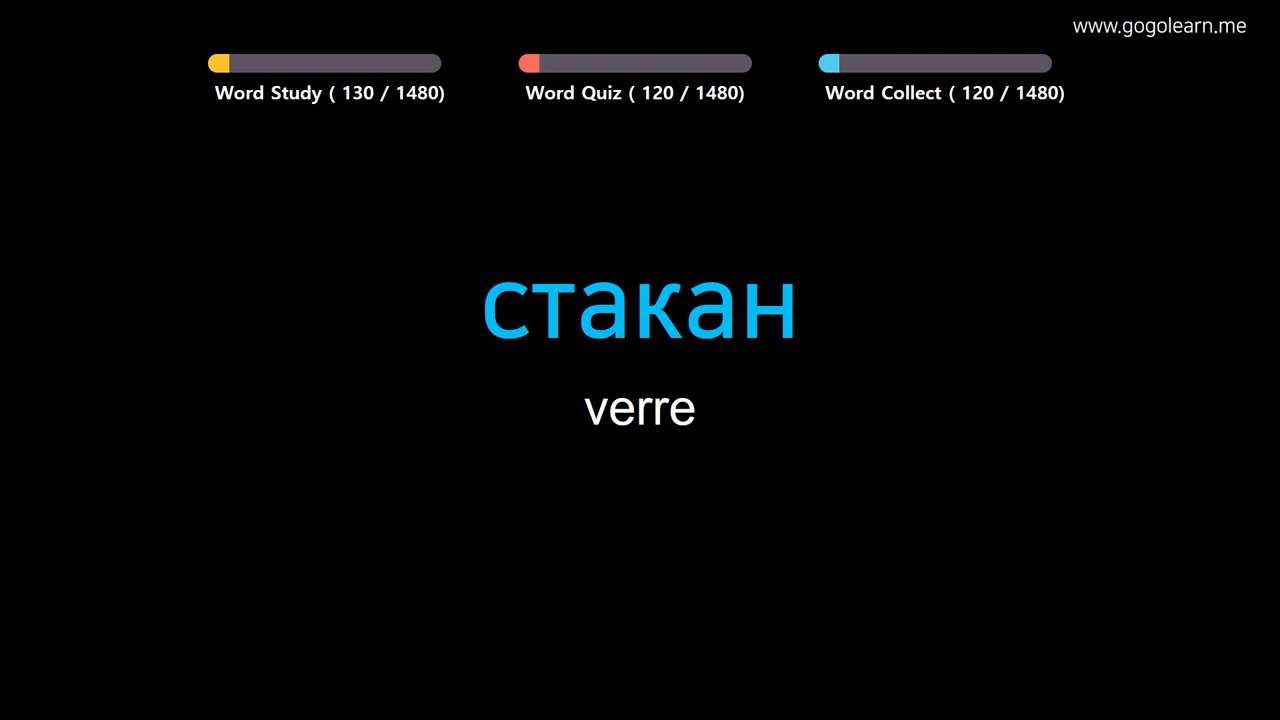 www.gogolearn.me
Word Study ( 130 / 1480)
Word Quiz ( 120 / 1480)
Word Collect ( 120 / 1480)
стакан
verre